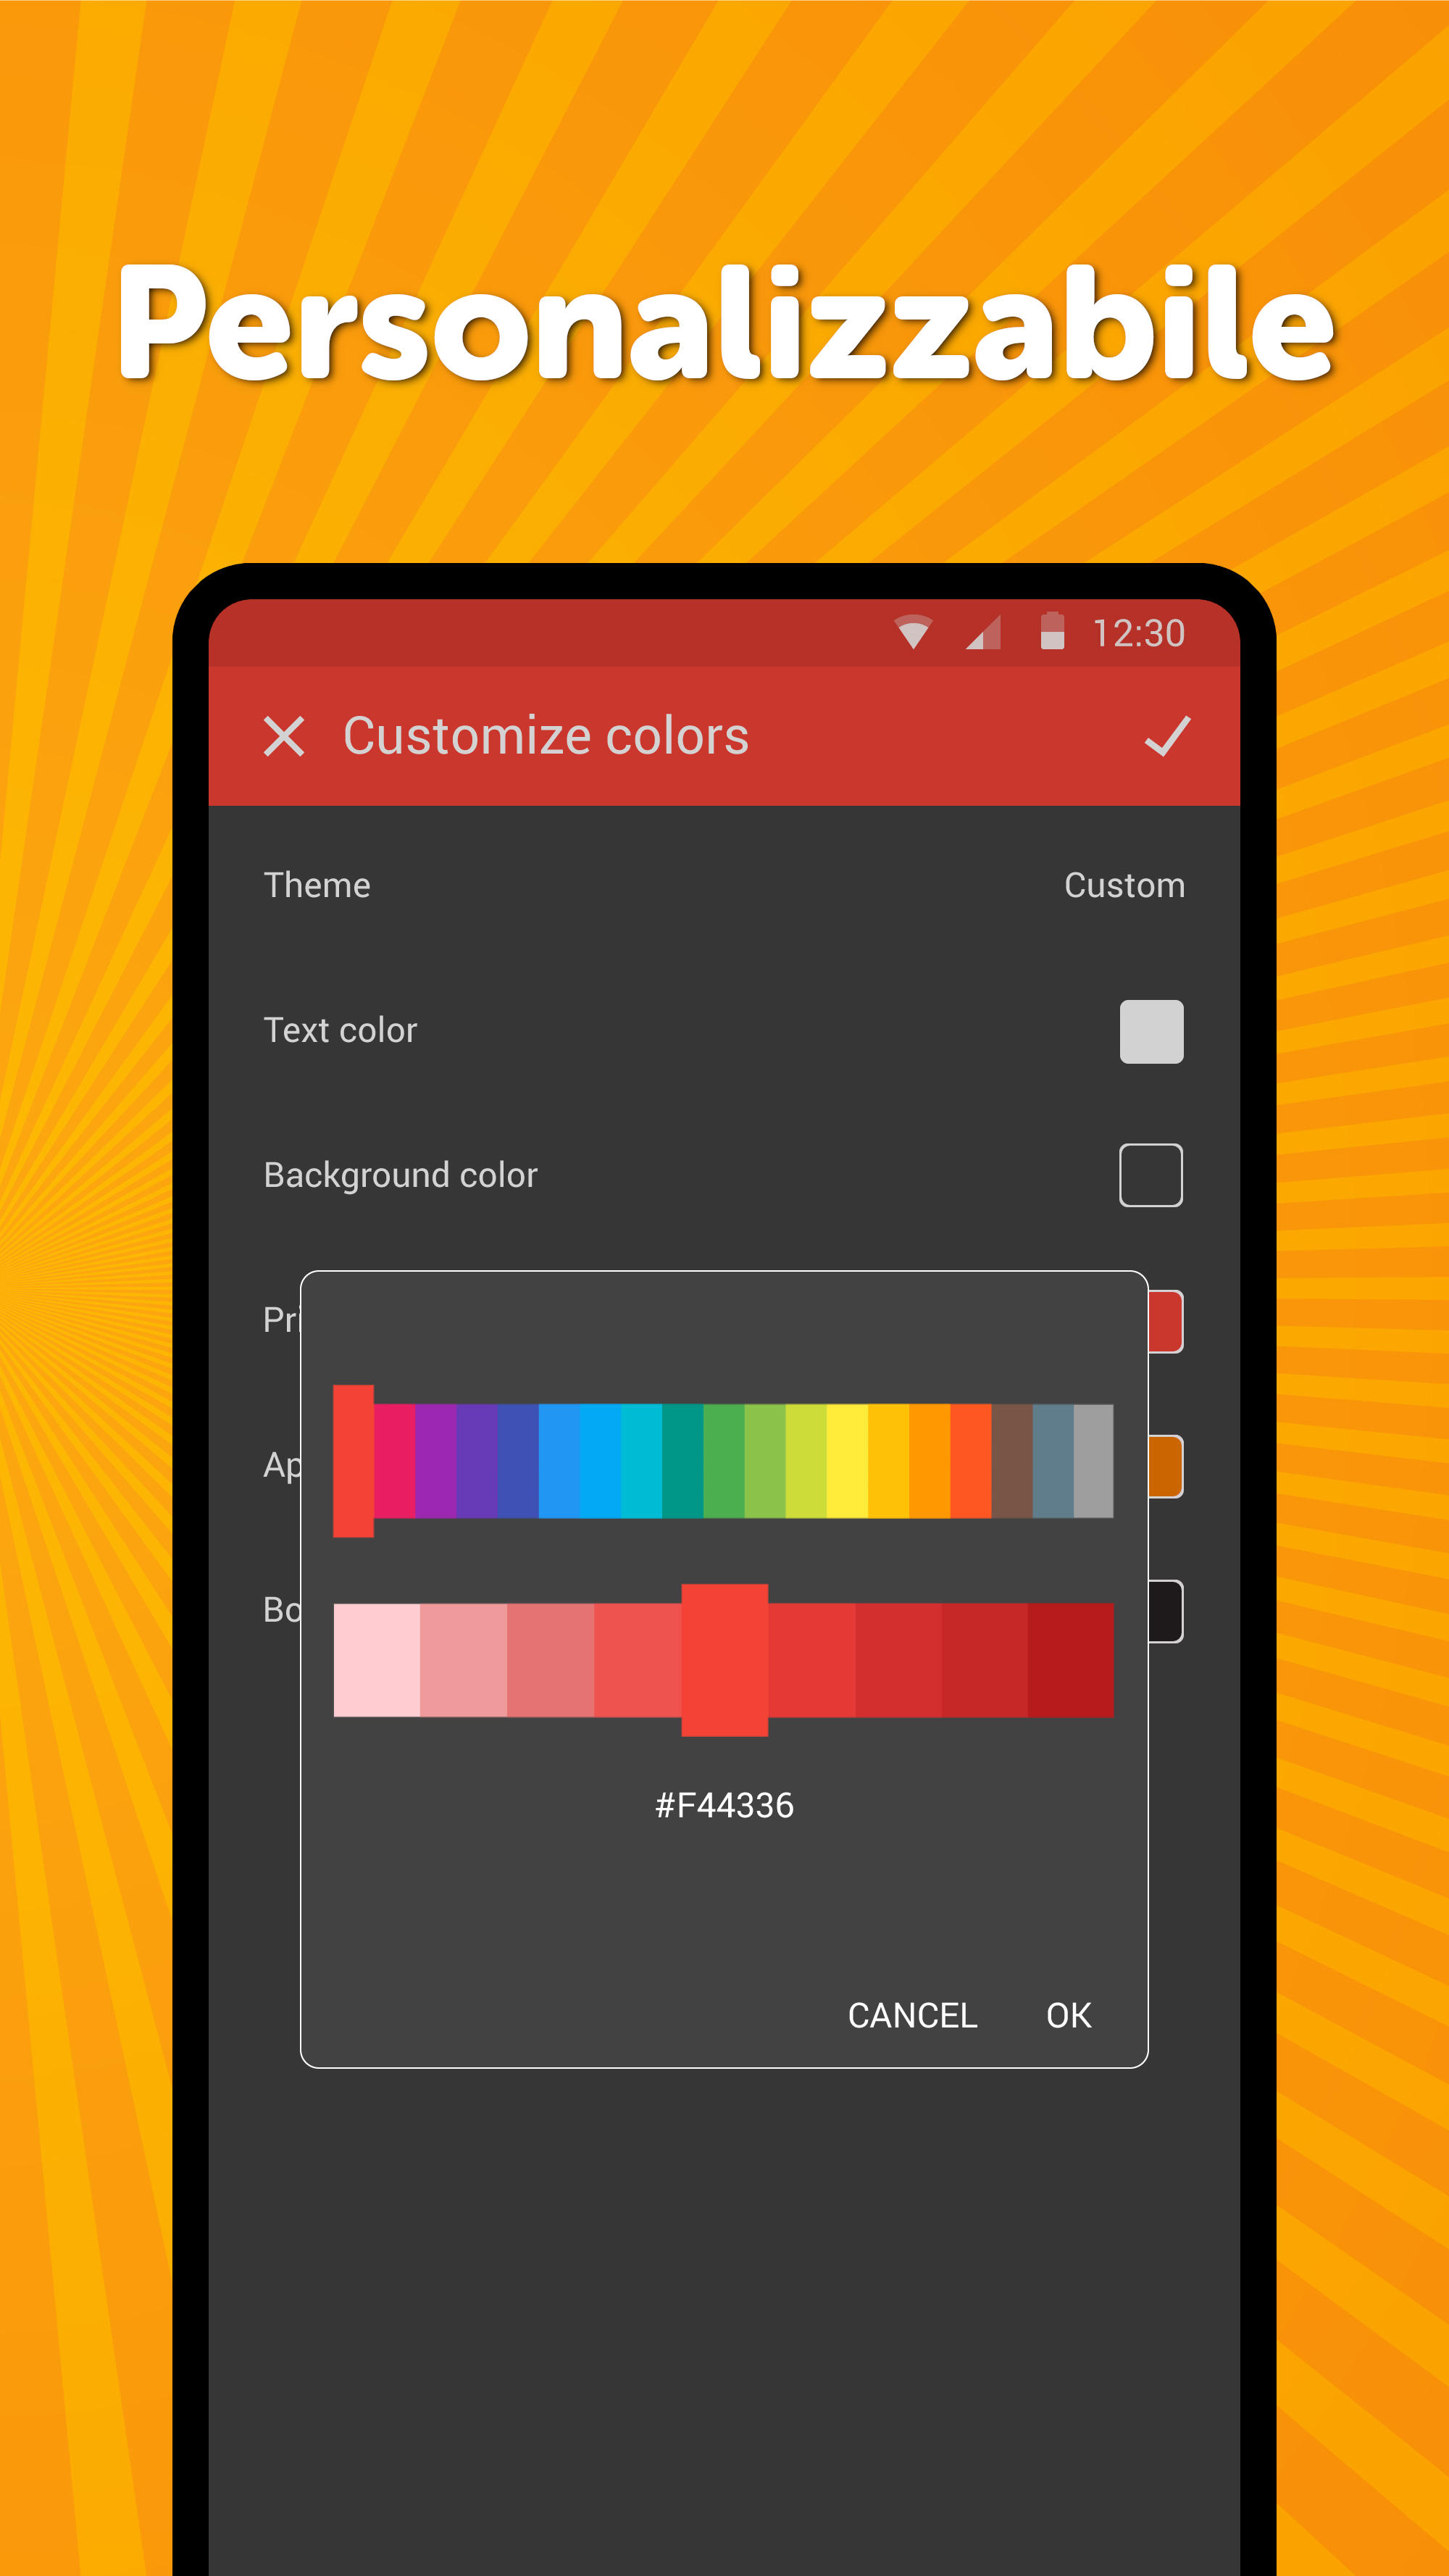 Personalizzabile
12:30
Customize colors
Theme
Custom
Text color
Background color
Pri
Ap
Bo
#F44336
CANCEL
OK